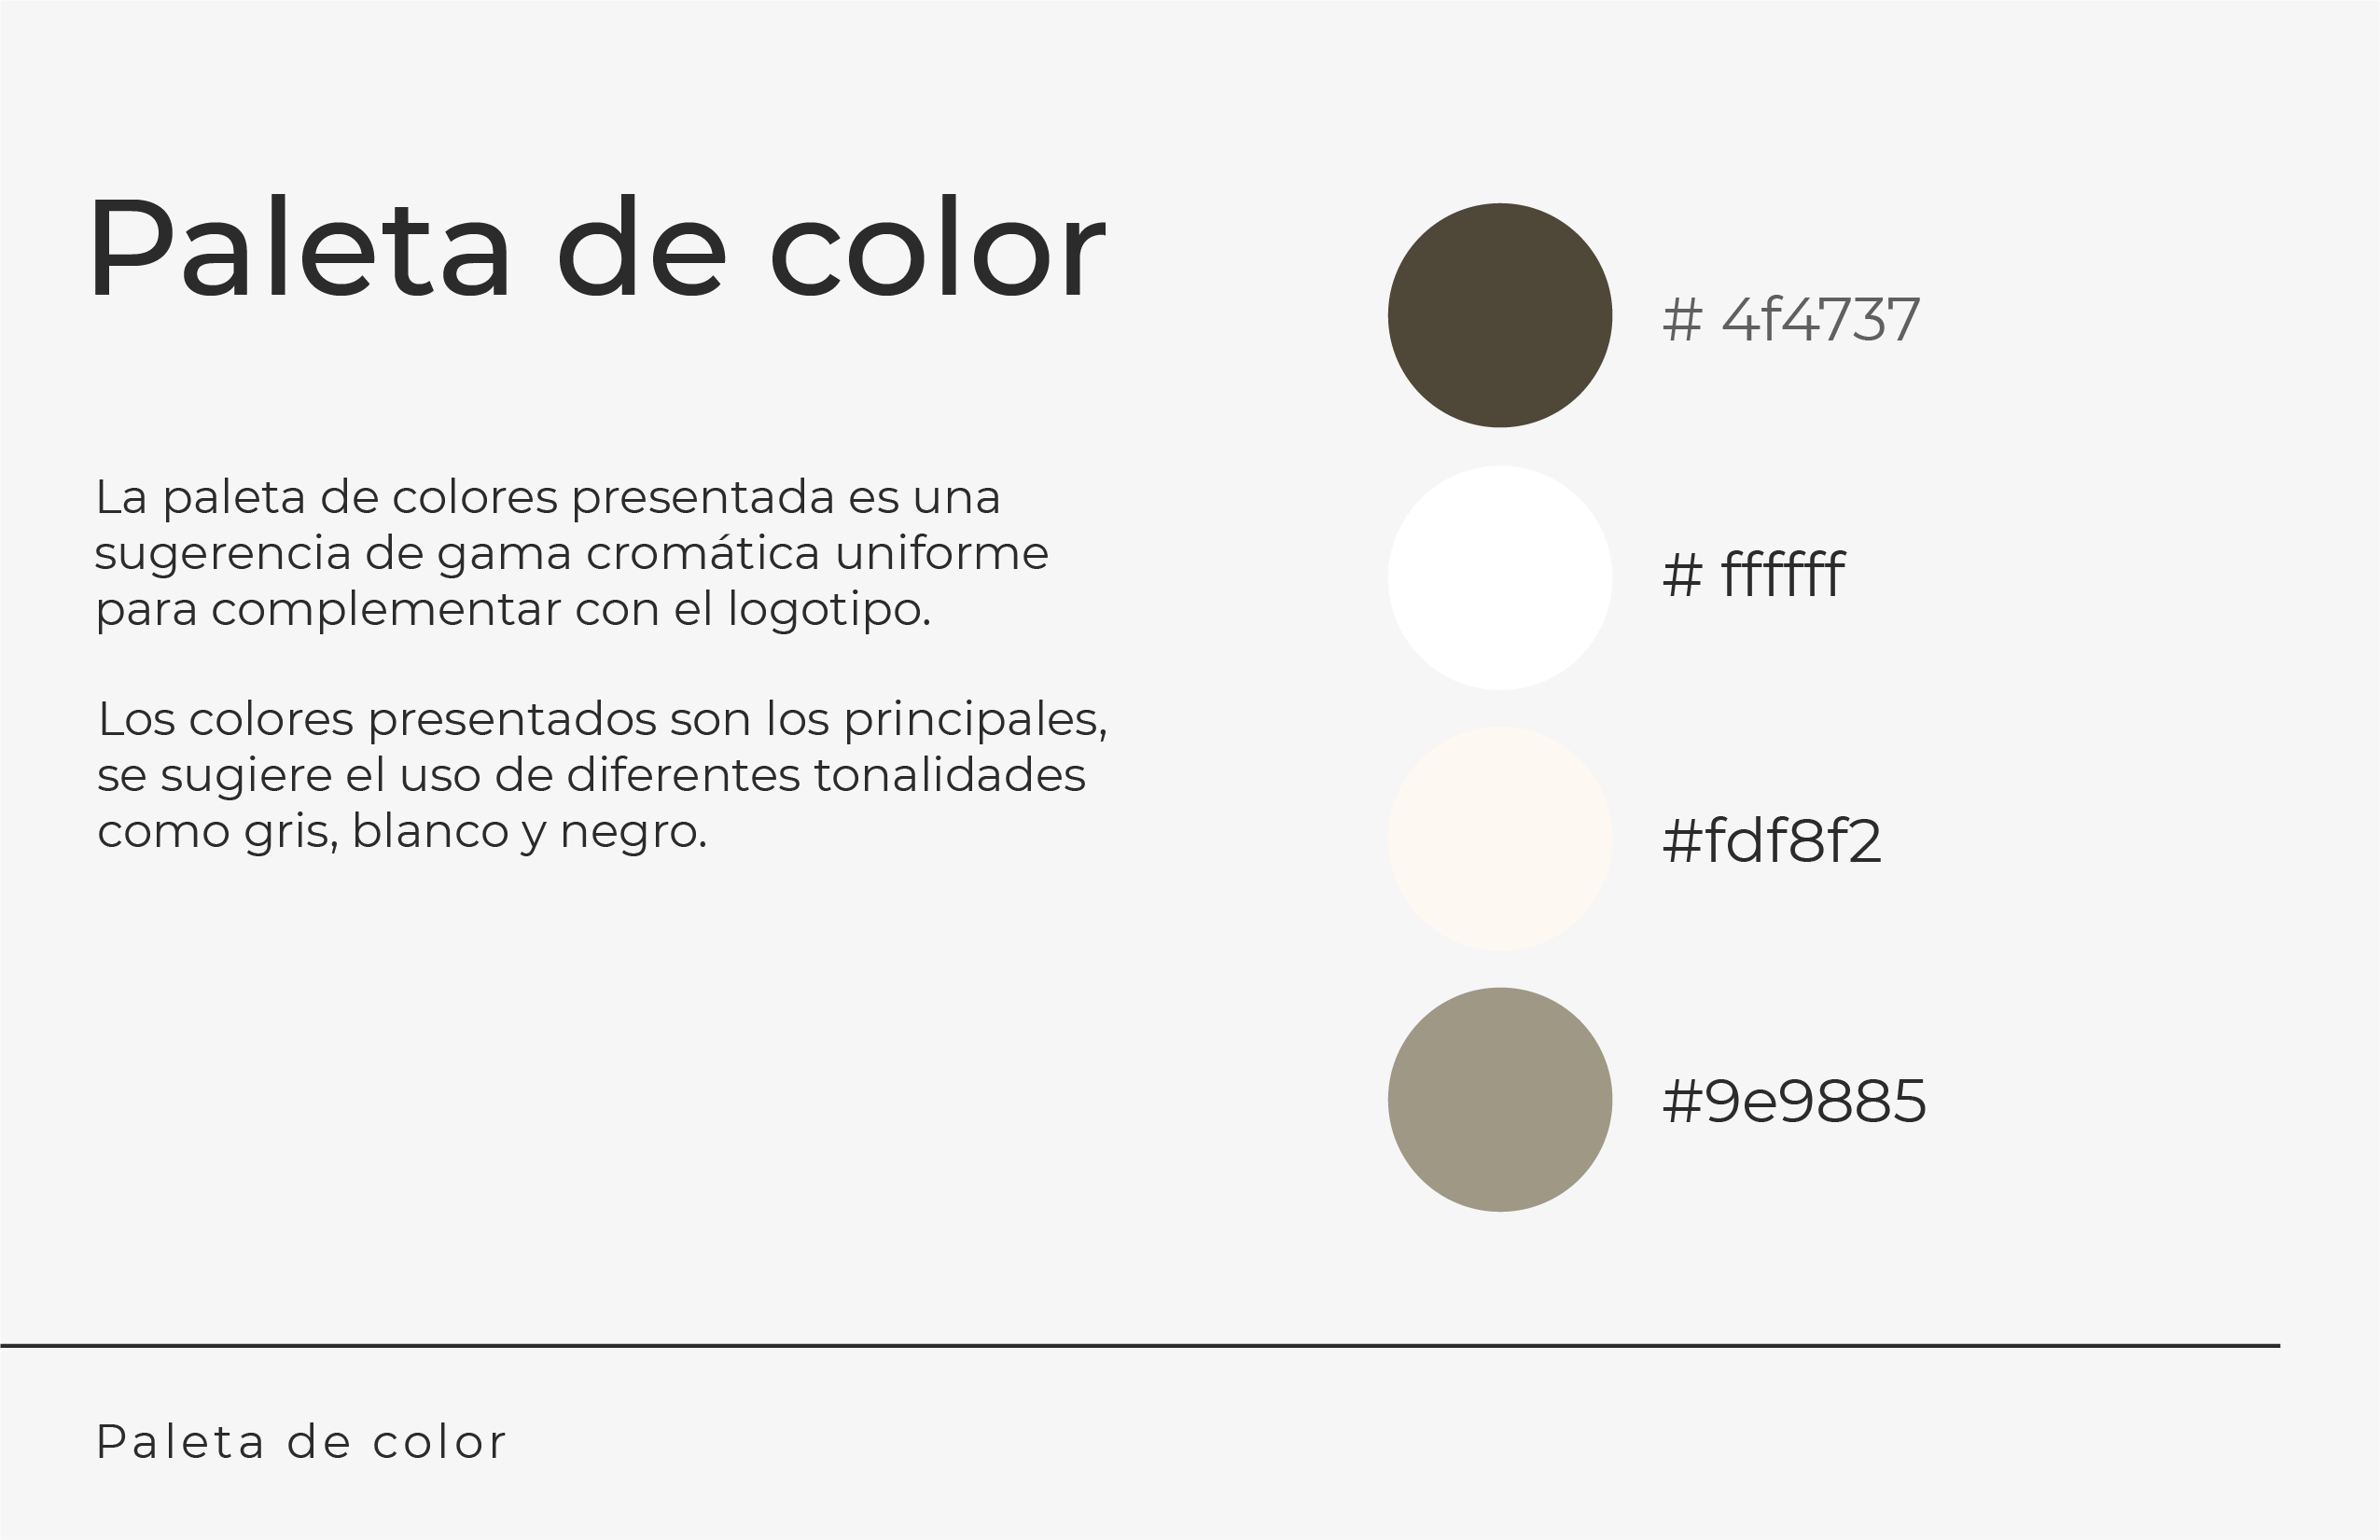 Paleta de color
La paleta de colores presentada es una
sugerencia de gama cromática uniforme
para complementar con el logotipo.
Los colores presentados son los principales,
se sugiere el uso de diferentes tonalidades
como gris, blanco y negro.
# 4f4737
# ffffff
#fdf8f2
#9e9885
Paleta de color